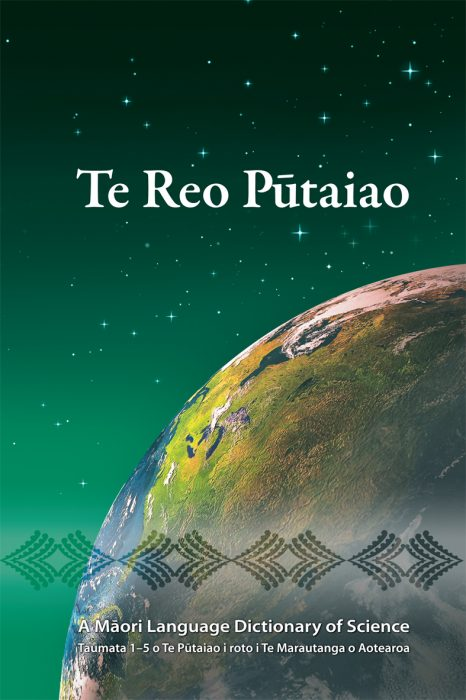 Te Reo Pūtaiao
A Māori Language Dictionary of Science
Taumata 1–5 o Te Pūtaiao i roto i Te Marautanga o Aotearoa